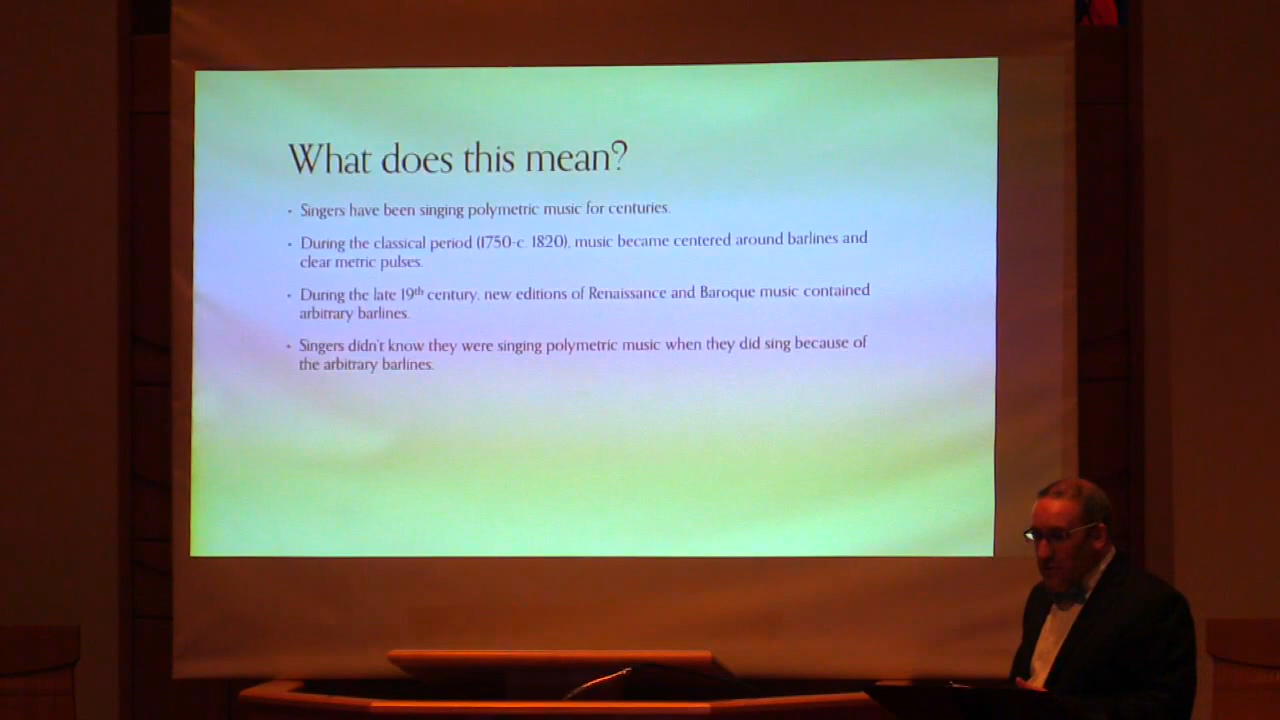 What does this mean?
• Singers have been singing polymetric music for centuries.
• During the classical period (1750-c. 1820), music became centered around barlines and
clear metric pulses.
• During the late 19th century, new editions of Renaissance and Baroque music contained
arbitrary barlines.
• Singers didn't know they were singing polymetric music when they did sing because of
the arbitrary barlines.